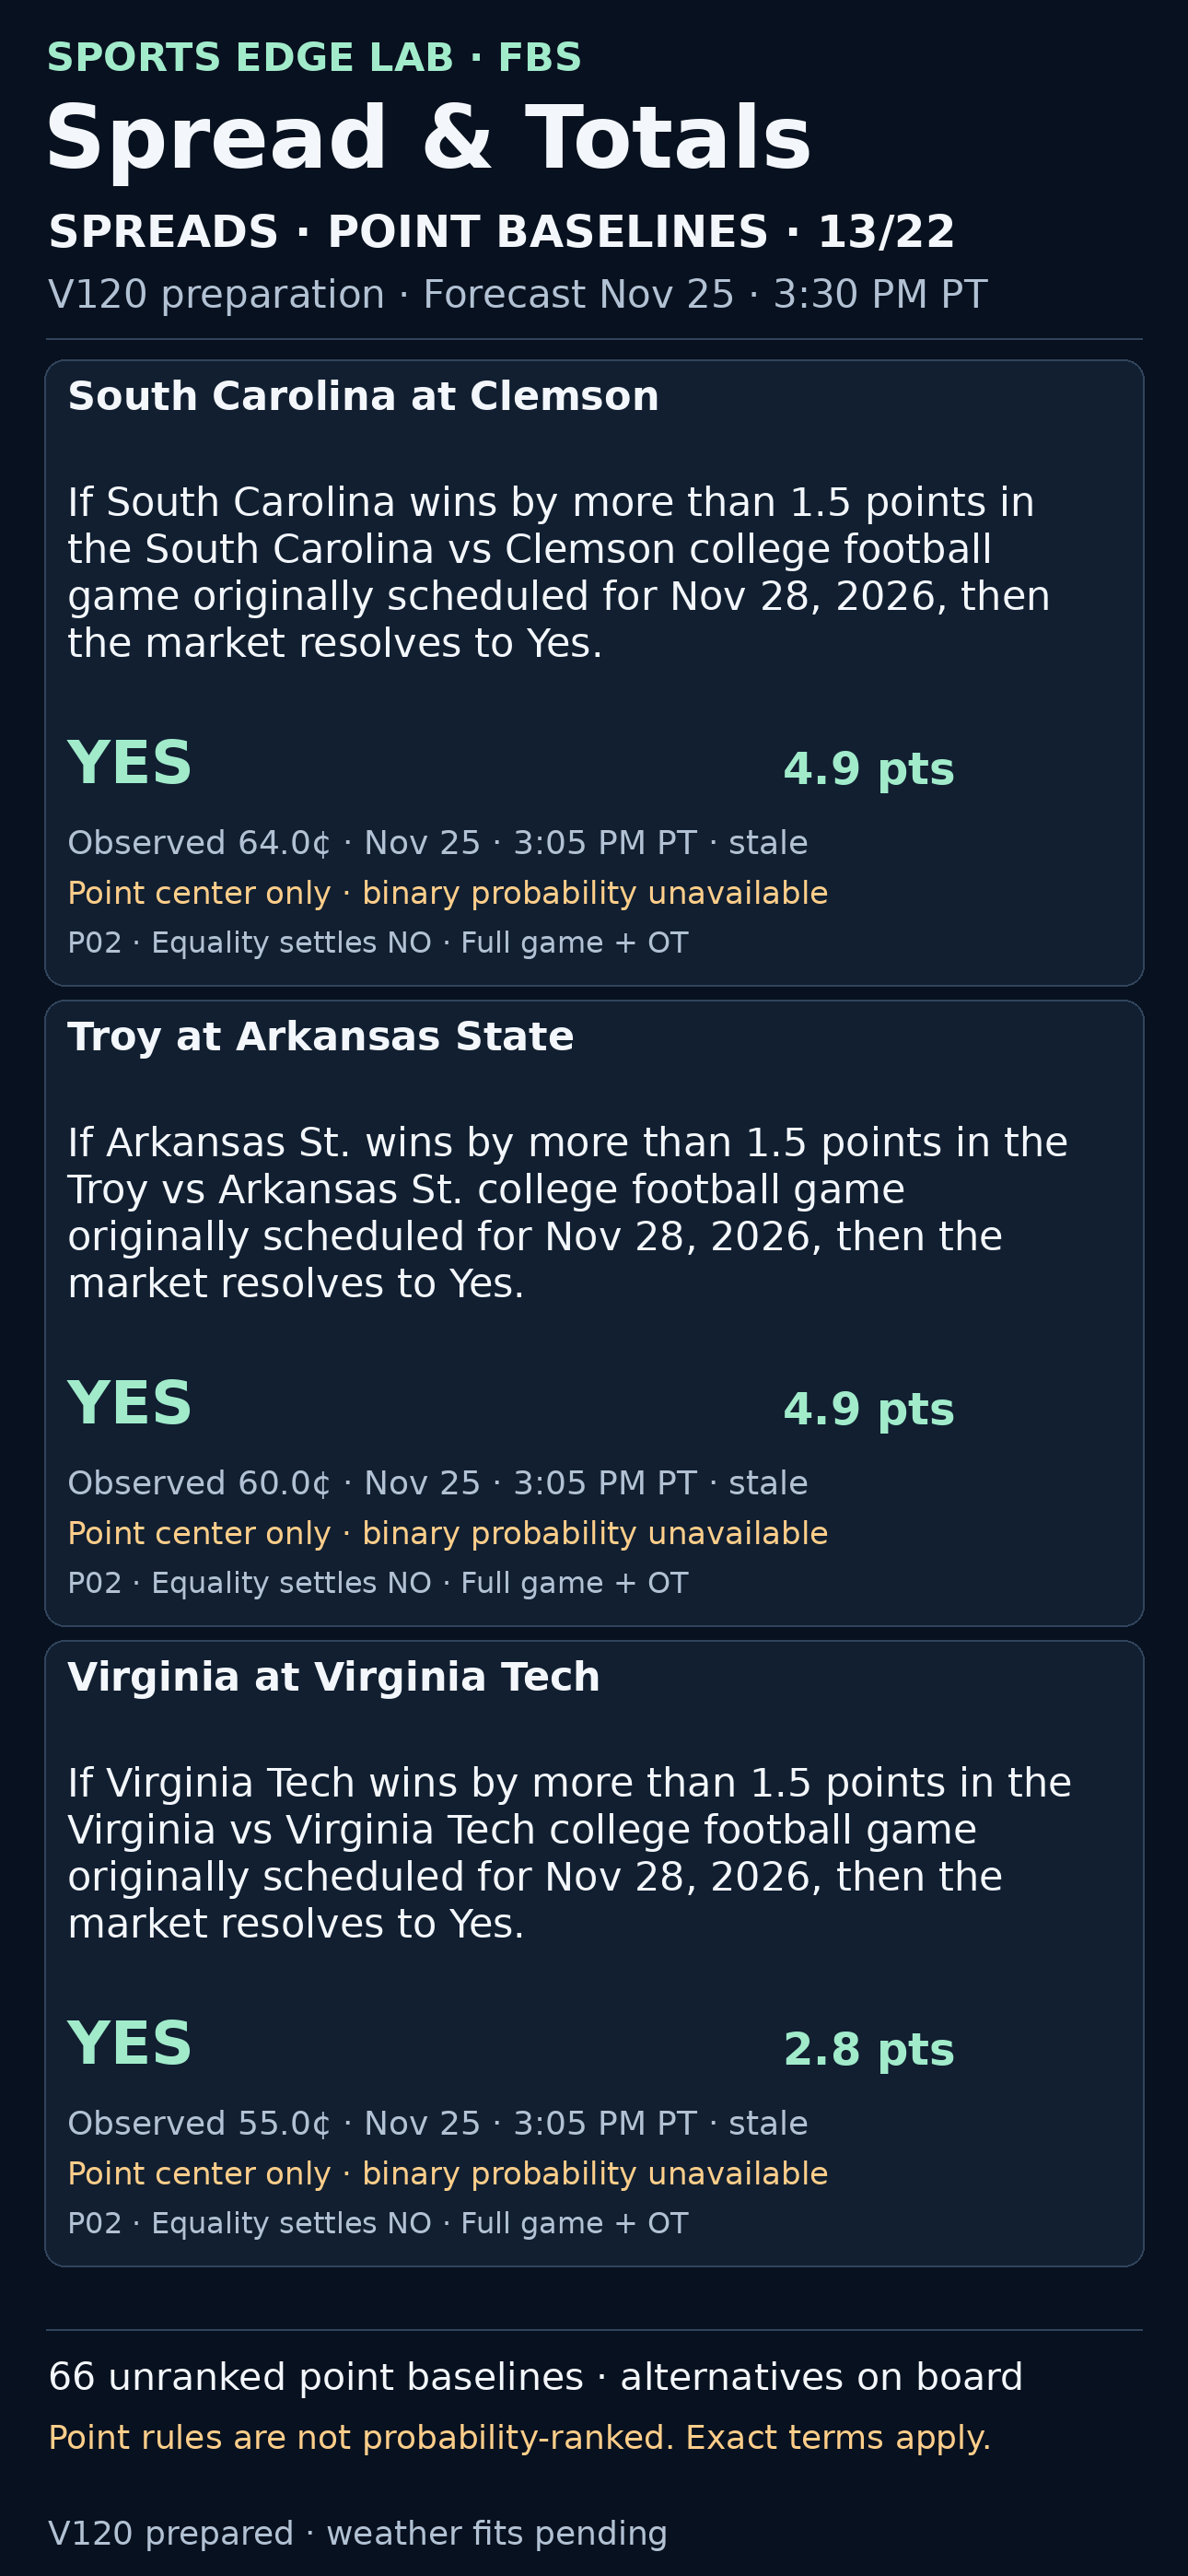 SPORTS EDGE LAB · FBS
Spread & Totals
SPREADS · POINT BASELINES · 13/22
V120 preparation · Forecast Nov 25 · 3:30 PM PT
South Carolina at Clemson
If South Carolina wins by more than 1.5 points in
the South Carolina vs Clemson college football
game originally scheduled for Nov 28, 2026, then
the market resolves to Yes.
YES 4.9 pts
Observed 64.0¢ · Nov 25 · 3:05 PM PT · stale
Point center only · binary probability unavailable
P02 · Equality settles NO · Full game + OT
Troy at Arkansas State
If Arkansas St. wins by more than 1.5 points in the
Troy vs Arkansas St. college football game
originally scheduled for Nov 28, 2026, then the
market resolves to Yes.
YES 4.9 pts
Observed 60.0¢ · Nov 25 · 3:05 PM PT · stale
Point center only · binary probability unavailable
P02 · Equality settles NO · Full game + OT
Virginia at Virginia Tech
If Virginia Tech wins by more than 1.5 points in the
Virginia vs Virginia Tech college football game
originally scheduled for Nov 28, 2026, then the
market resolves to Yes.
YES 2.8 pts
Observed 55.0¢ · Nov 25 · 3:05 PM PT · stale
Point center only · binary probability unavailable
P02 · Equality settles NO · Full game + OT
66 unranked point baselines · alternatives on board
Point rules are not probability-ranked. Exact terms apply.
V120 prepared · weather fits pending